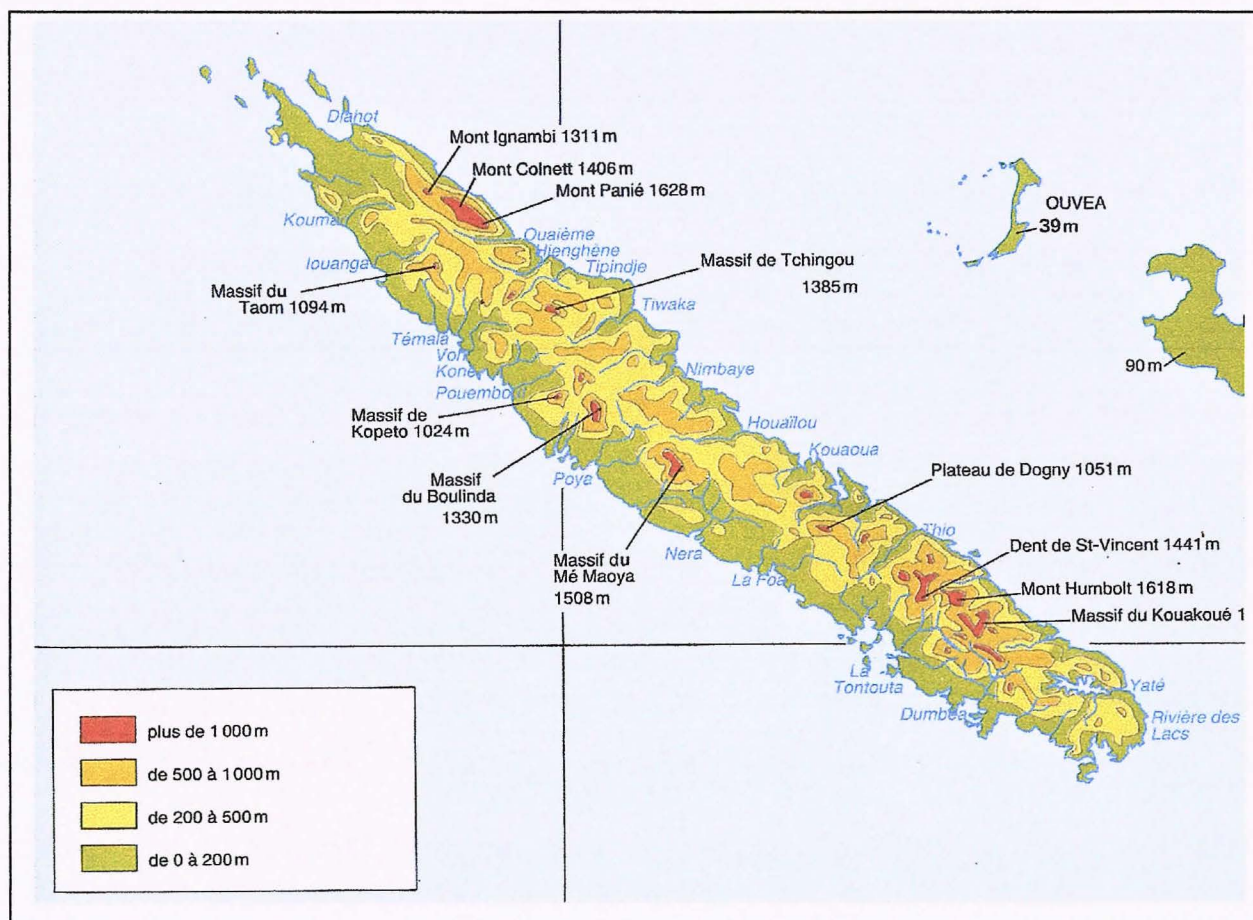 Diahot
Mont Ignambi 1311 m
Mont Colnett 1406 m
Mont Panié 1628 m
OUVEA
39 m
Koumac
Ouaième
Hienghène
Tipindje
Iouanga
Massif de Tchingou
1385 m
Massif du
Taom 1094 m
Tiwaka
Témala
Voh
Koné
90 m
Nimbaye
Pouembout
Massif de
Kopeto 1024 m
Houaïlou
Kouaoua
Massif
du Boulinda
1330 m
Poya
Plateau de Dogny 1051 m
Thio
Nera
Dent de St-Vincent 1441 m
Massif du
Mé Maoya
1508 m
La Foa
Mont Humbolt 1618 m
Massif du Kouakoué 1
La
Tontouta
Yaté
Dumbéa
Rivière des
Lacs
plus de 1 000 m
de 500 à 1000 m
de 200 à 500 m
de 0 à 200 m